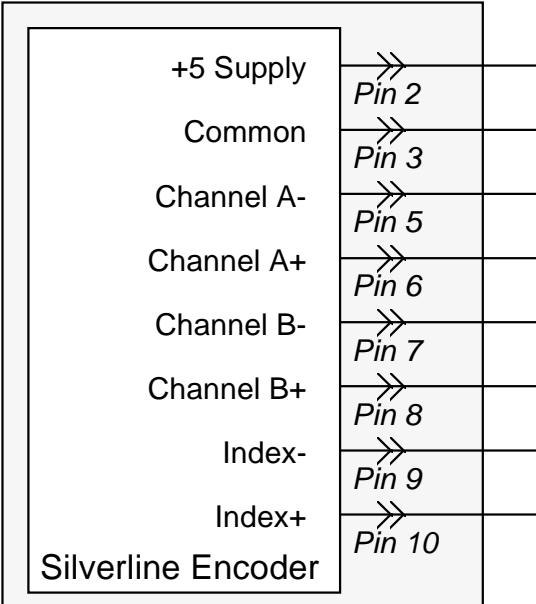 +5 Supply
Pin 2
Common
Pin 3
Channel A-
Pin 5
Channel A+
Pin 6
Channel B-
Pin 7
Channel B+
Pin 8
Index-
Pin 9
Index+
Pin 10
Silverline Encoder